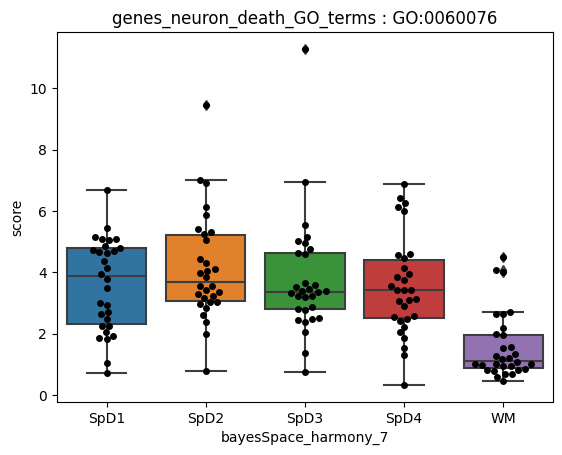 genes_neuron_death_GO_terms : GO:0060076
10
8
6
4
2
0
score
SpD1 SpD2 SpD3 SpD4 WM
bayesSpace_harmony_7